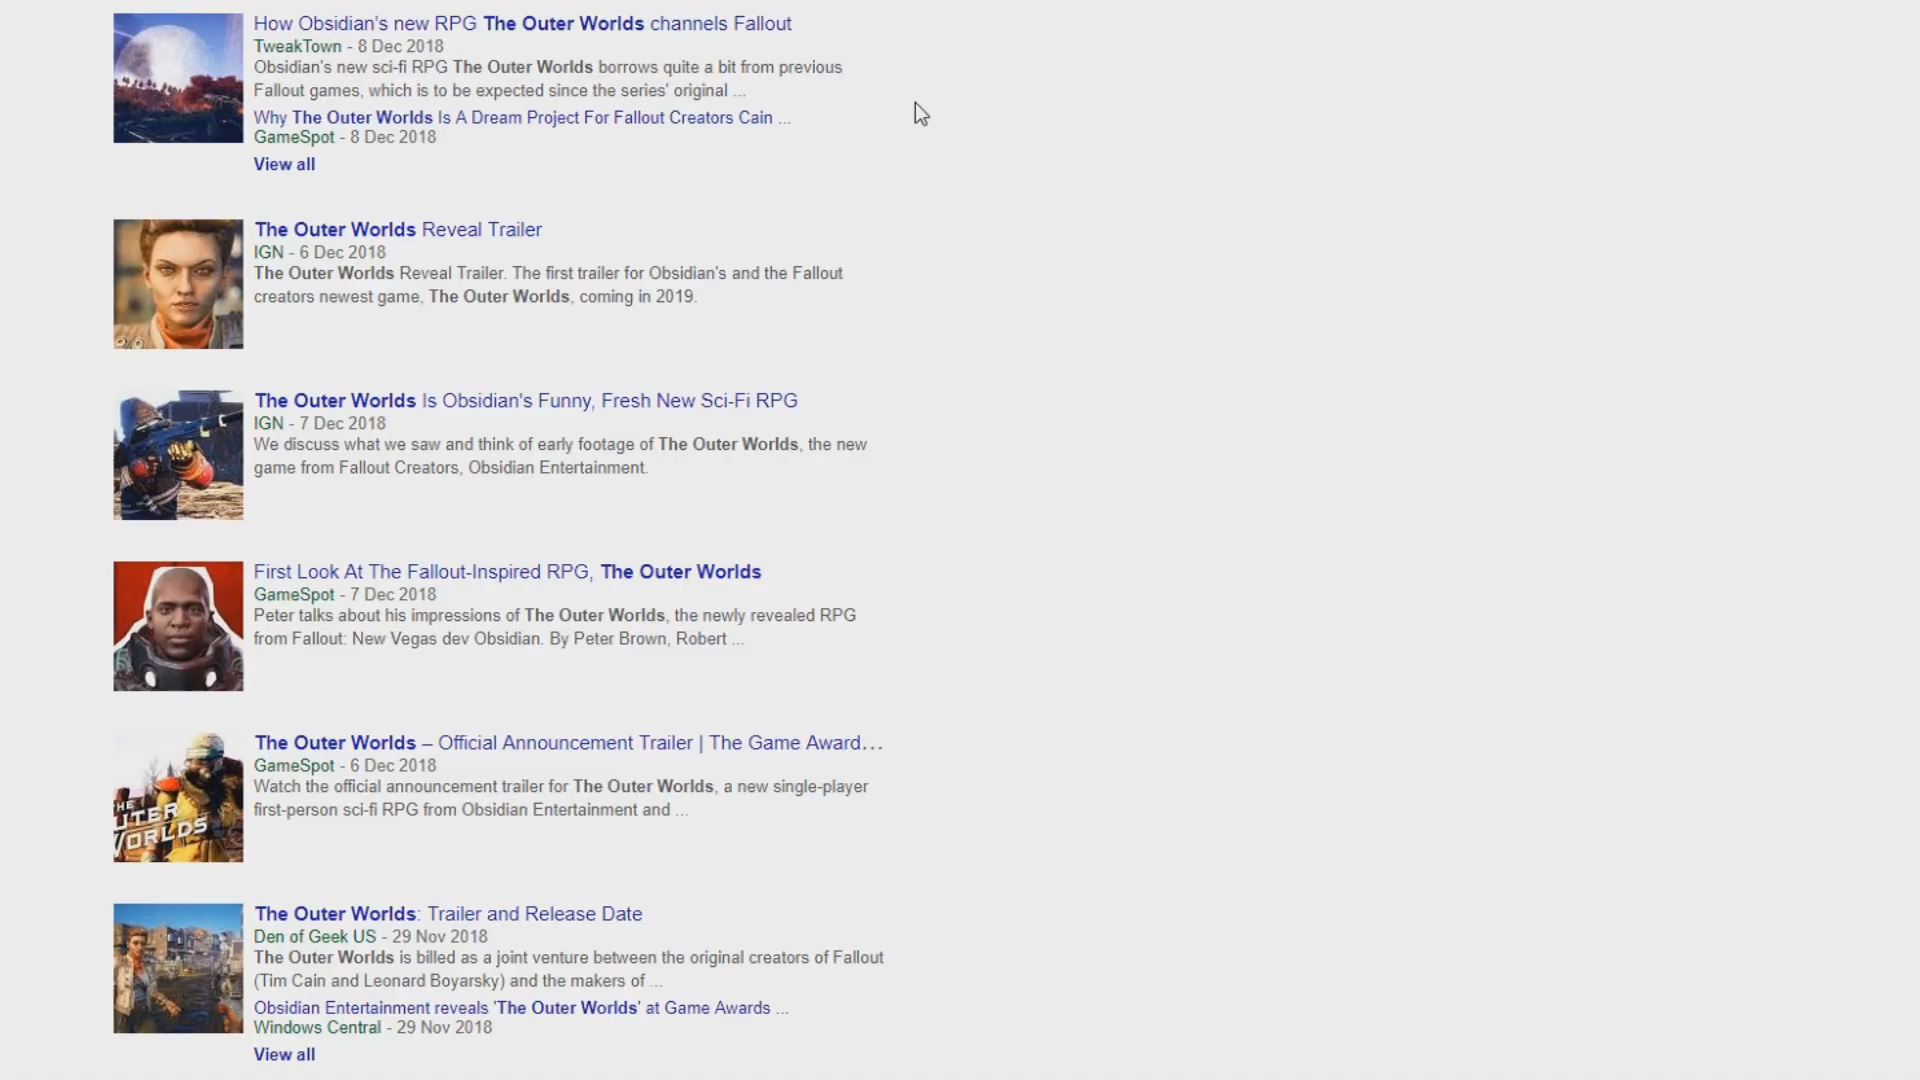 How Obsidian's new RPG The Outer Worlds channels Fallout
TweakTown - 8 Dec 2018
Obsidian's new sci-fi RPG The Outer Worlds borrows quite a bit from previous
Fallout games, which is to be expected since the series' original ...
Why The Outer Worlds Is A Dream Project For Fallout Creators Cain ...
GameSpot - 8 Dec 2018
View all
The Outer Worlds Reveal Trailer
IGN - 6 Dec 2018
The Outer Worlds Reveal Trailer. The first trailer for Obsidian's and the Fallout
creators newest game, The Outer Worlds, coming in 2019.
The Outer Worlds Is Obsidian's Funny, Fresh New Sci-Fi RPG
IGN - 7 Dec 2018
We discuss what we saw and think of early footage of The Outer Worlds, the new
game from Fallout Creators, Obsidian Entertainment.
First Look At The Fallout-Inspired RPG, The Outer Worlds
GameSpot - 7 Dec 2018
Peter talks about his impressions of The Outer Worlds, the newly revealed RPG
from Fallout: New Vegas dev Obsidian. By Peter Brown, Robert ...
The Outer Worlds – Official Announcement Trailer | The Game Award...
GameSpot - 6 Dec 2018
Watch the official announcement trailer for The Outer Worlds, a new single-player
first-person sci-fi RPG from Obsidian Entertainment and ...
HE
UTER
WORLDS
The Outer Worlds: Trailer and Release Date
Den of Geek US - 29 Nov 2018
The Outer Worlds is billed as a joint venture between the original creators of Fallout
(Tim Cain and Leonard Boyarsky) and the makers of ...
Obsidian Entertainment reveals 'The Outer Worlds' at Game Awards ...
Windows Central - 29 Nov 2018
View all